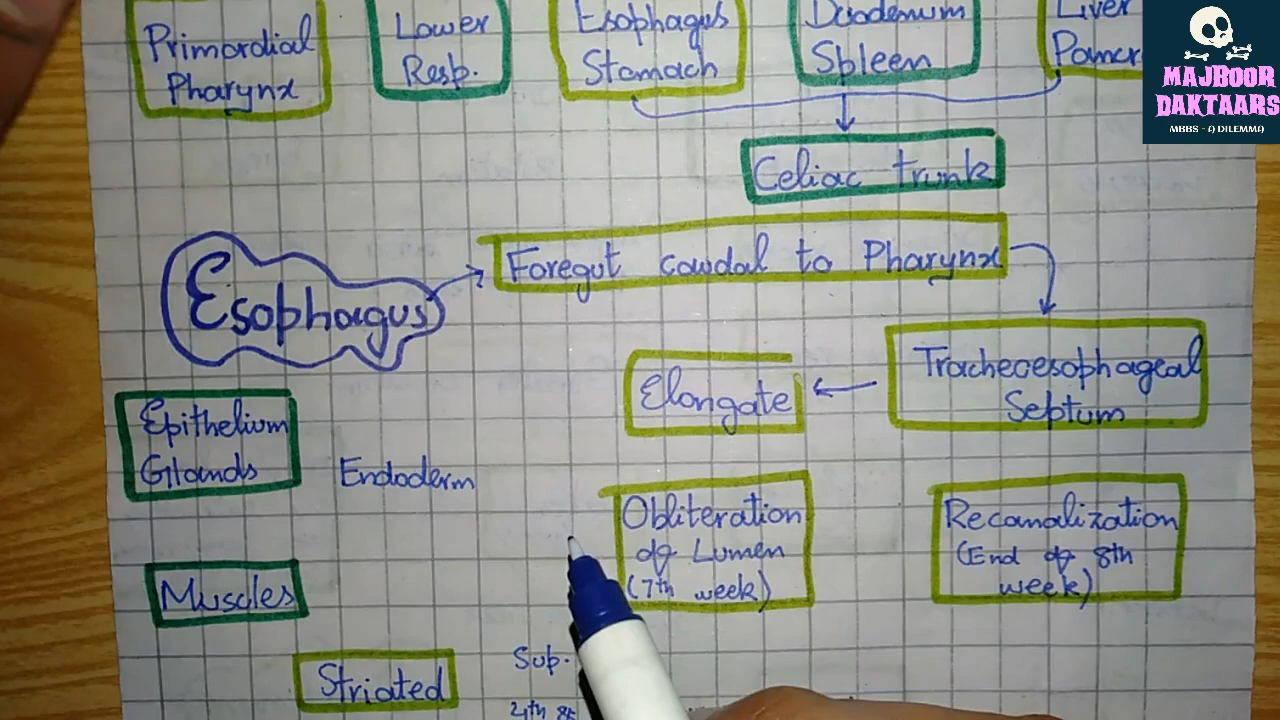 Primordial
Pharynx
Lower
Resp.
Esophagus
Stomach
Duodenum
Spleen
Liver
Pancr
MAJBOOR
DAKTAARS
MBBS - A DILEMMA
Celiac trunk
Esophagus
Foregut caudal to Pharynx
Tracheoesophageal
Septum
Elongate
Epithelium
Glands
Endoderm
Obliteration
of Lumen
(7th week)
Recanalization
(End of 8th
week)
Muscles
Striated
Sup.
4th &